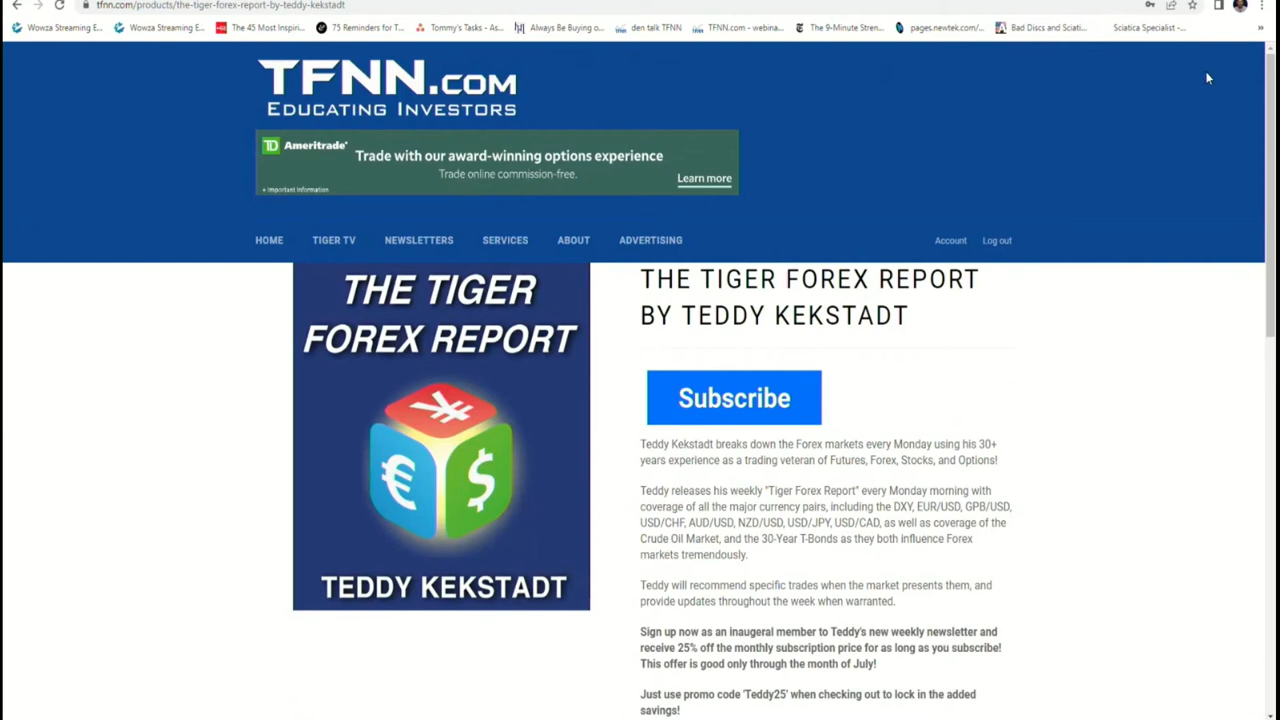 tfnn.com/products/the-tiger-forex-report-by-teddy-kekstadt
Wowza Streaming E...
Wowza Streaming E...
The 45 Most Inspiri...
75 Reminders for T...
Tommy's Tasks - As...
Always Be Buying o...
den talk TFNN
TFNN.com - webina...
The 9-Minute Stren...
pages.newtek.com/...
Bad Discs and Sciati...
Sciatica Specialist -...
TFNN.COM
EDUCATING INVESTORS
TD Ameritrade®
Trade with our award-winning options experience
Trade online commission-free.
Learn more
+ Important Information
HOME
TIGER TV
NEWSLETTERS
SERVICES
ABOUT
ADVERTISING
Account
Log out
THE TIGER
FOREX REPORT
€ $
TEDDY KEKSTADT
THE TIGER FOREX REPORT
BY TEDDY KEKSTADT
Subscribe
Teddy Kekstadt breaks down the Forex markets every Monday using his 30+
years experience as a trading veteran of Futures, Forex, Stocks, and Options!
Teddy releases his weekly "Tiger Forex Report" every Monday morning with
coverage of all the major currency pairs, including the DXY, EUR/USD, GPB/USD,
USD/CHF, AUD/USD, NZD/USD, USD/JPY, USD/CAD, as well as coverage of the
Crude Oil Market, and the 30-Year T-Bonds as they both influence Forex
markets tremendously.
Teddy will recommend specific trades when the market presents them, and
provide updates throughout the week when warranted.
Sign up now as an inaugeral member to Teddy's new weekly newsletter and
receive 25% off the monthly subscription price for as long as you subscribe!
This offer is good only through the month of July!
Just use promo code 'Teddy25' when checking out to lock in the added
savings!